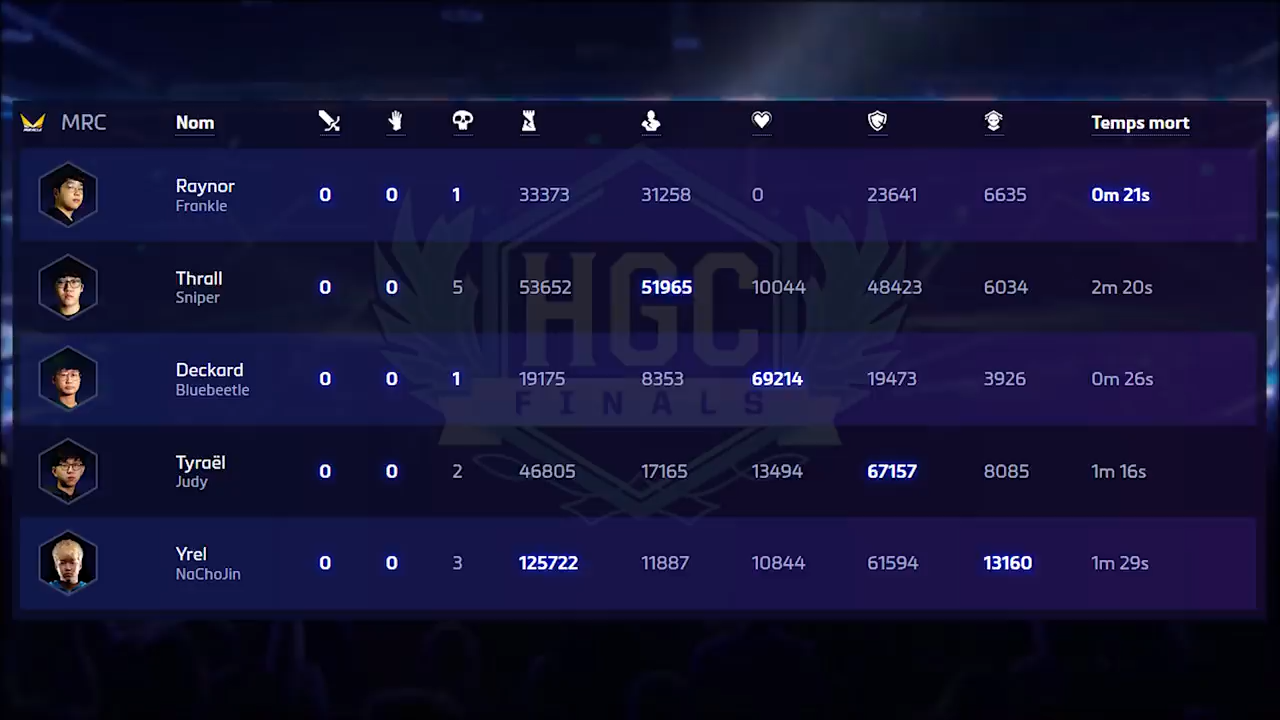 MRC Nom Temps mort
Raynor
Frankle
0 0 1 33373 31258 0 23641 6635 0m 21s
Thrall
Sniper
0 0 5 53652 51965 10044 48423 6034 2m 20s
Deckard
Bluebeetle
0 0 1 19175 8353 69214 19473 3926 0m 26s
Tyraël
Judy
0 0 2 46805 17165 13494 67157 8085 1m 16s
Yrel
NaChoJin
0 0 3 125722 11887 10844 61594 13160 1m 29s
HGC
FINALS